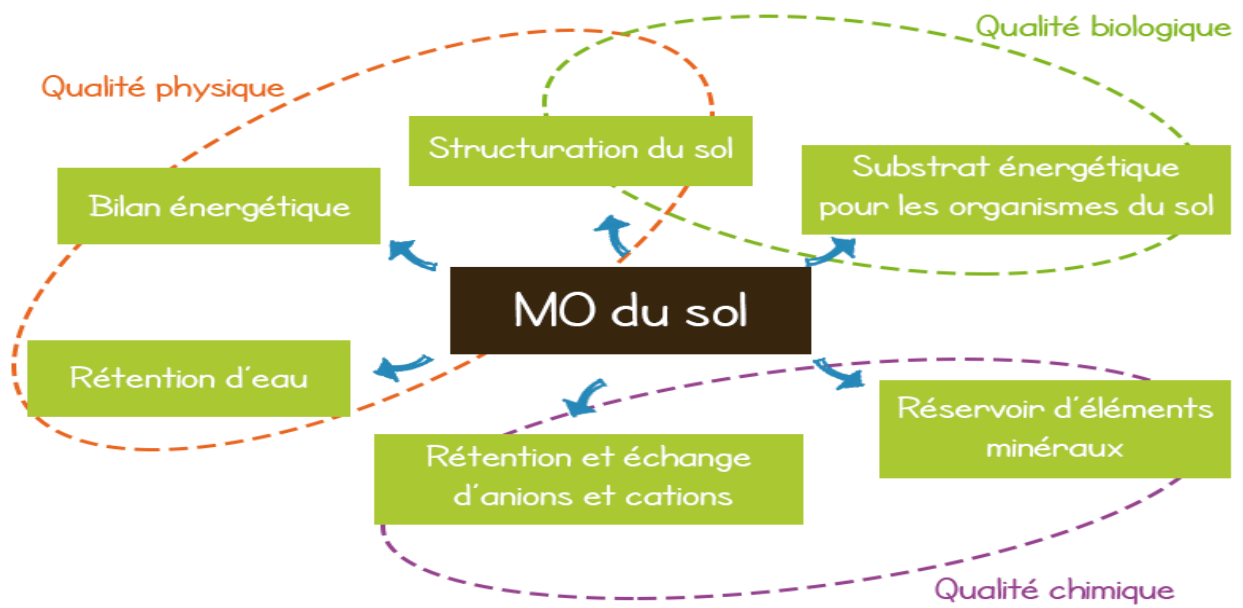 Qualité biologique
Qualité physique
Structuration du sol
Substrat énergétique
pour les organismes du sol
Bilan énergétique
MO du sol
Rétention d'eau
Réservoir d'éléments
minéraux
Rétention et échange
d'anions et cations
Qualité chimique